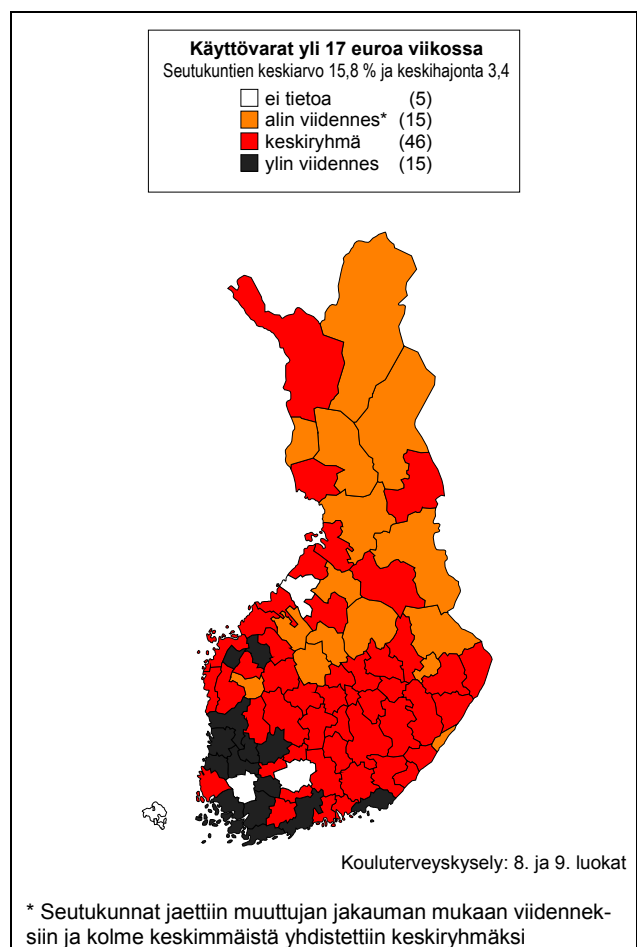 Käyttövarat yli 17 euroa viikossa
Seutukuntien keskiarvo 15,8 % ja keskihajonta 3,4
ei tietoa (5)
alin viidennes* (15)
keskiryhmä (46)
ylin viidennes (15)
Kouluterveyskysely: 8. ja 9. luokat
* Seutukunnat jaettiin muuttujan jakauman mukaan viidennek-
siin ja kolme keskimmäistä yhdistettiin keskiryhmäksi